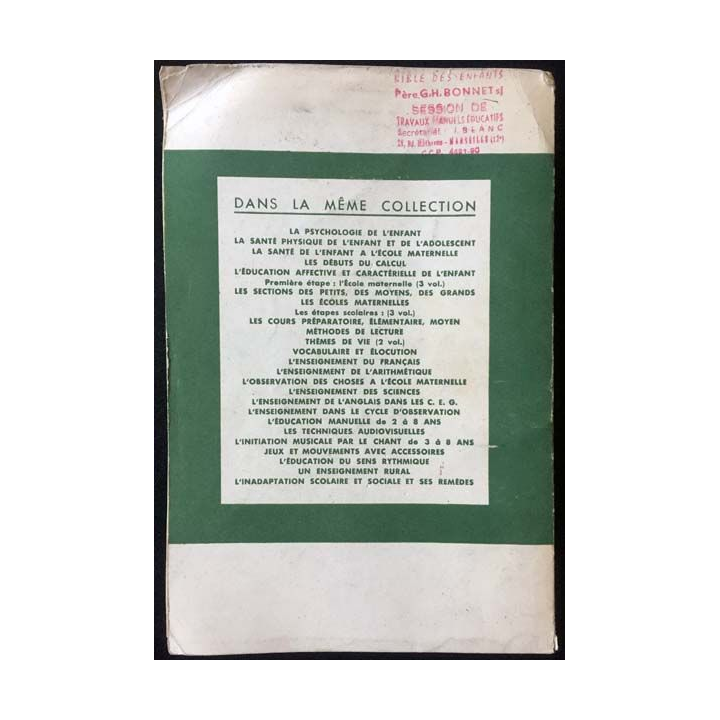 BIBLE DES ENFANTS
Père.G.H.BONNET sj
SESSION DE
TRAVAUX MANUELS ÉDUCATIFS
Secrétariat I. BLANC
MARSEILLE
C.C.P. 4491-90
DANS LA MÊME COLLECTION
LA PSYCHOLOGIE DE L'ENFANT
LA SANTÉ PHYSIQUE DE L'ENFANT ET DE L'ADOLESCENT
LA SANTÉ DE L'ENFANT A L'ÉCOLE MATERNELLE
LES DÉBUTS DU CALCUL
L'ÉDUCATION AFFECTIVE ET CARACTÉRIELLE DE L'ENFANT
Première étape : l'École maternelle (3 vol.)
LES SECTIONS DES PETITS, DES MOYENS, DES GRANDS
LES ÉCOLES MATERNELLES
Les étapes scolaires : (3 vol.)
LES COURS PRÉPARATOIRE, ÉLÉMENTAIRE, MOYEN
MÉTHODES DE LECTURE
THÈMES DE VIE (2 vol.)
VOCABULAIRE ET ÉLOCUTION
L'ENSEIGNEMENT DU FRANÇAIS
L'ENSEIGNEMENT DE L'ARITHMÉTIQUE
L'OBSERVATION DES CHOSES A L'ÉCOLE MATERNELLE
L'ENSEIGNEMENT DES SCIENCES
L'ENSEIGNEMENT DE L'ANGLAIS DANS LES C. E. G.
L'ENSEIGNEMENT DANS LE CYCLE D'OBSERVATION
L'ÉDUCATION MANUELLE de 2 à 8 ANS
LES TECHNIQUES AUDIOVISUELLES
L'INITIATION MUSICALE PAR LE CHANT de 3 à 8 ANS
JEUX ET MOUVEMENTS AVEC ACCESSOIRES
L'ÉDUCATION DU SENS RYTHMIQUE
UN ENSEIGNEMENT RURAL
L'INADAPTATION SCOLAIRE ET SOCIALE ET SES REMÈDES